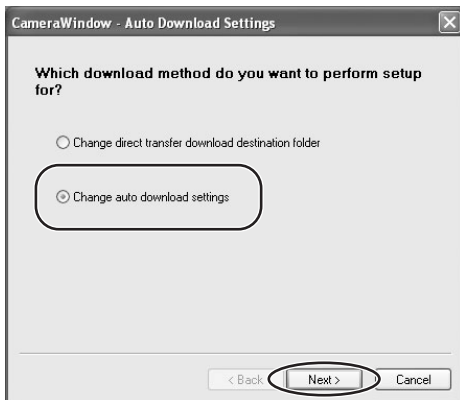 CameraWindow - Auto Download Settings
Which download method do you want to perform setup
for?
Change direct transfer download destination folder
Change auto download settings
< Back
Next >
Cancel